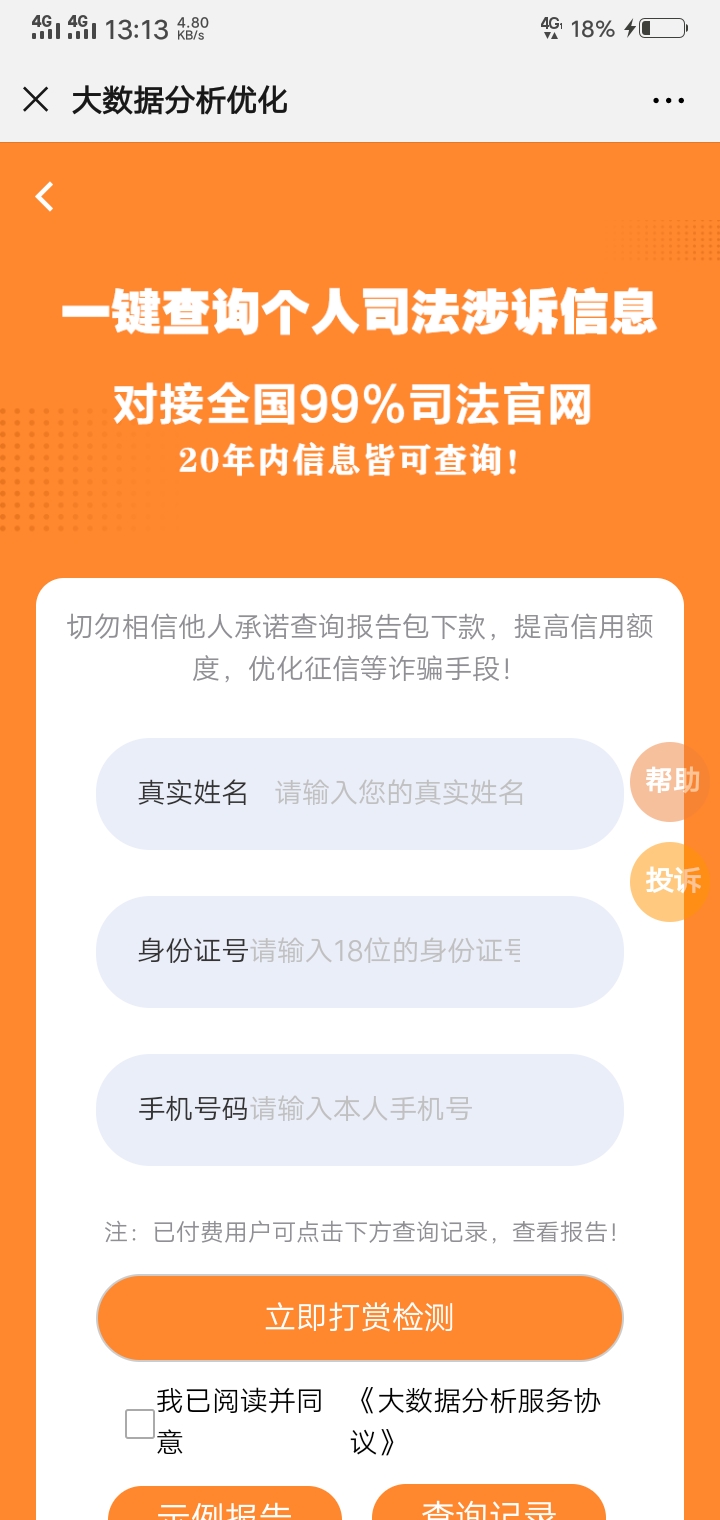 4G 4G 13:13 4.80 KB/s 4G 18%
大数据分析优化
一键查询个人司法涉诉信息
对接全国99%司法官网
20年内信息皆可查询!
切勿相信他人承诺查询报告包下款，提高信用额
度，优化征信等诈骗手段！
真实姓名 请输入您的真实姓名
帮助
投诉
身份证号 请输入18位的身份证号
手机号码 请输入本人手机号
注：已付费用户可点击下方查询记录，查看报告！
立即打赏检测
我已阅读并同意
《大数据分析服务协议》
示例报告 查询记录